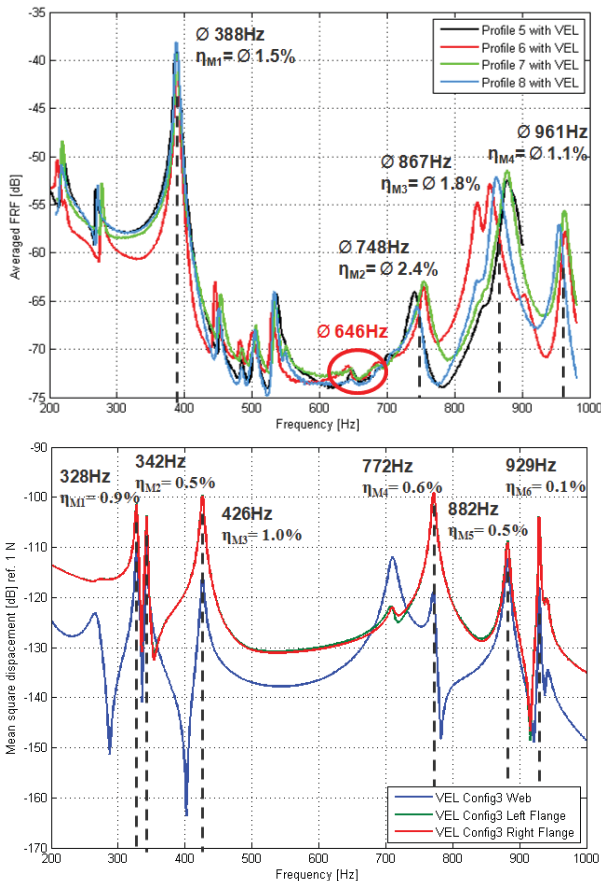 -35
-40
-45
-50
-55
-60
-65
-70
-75
Averaged FRF [dB]
Ø 388Hz
ηM1= Ø 1.5%
Profile 5 with VEL
Profile 6 with VEL
Profile 7 with VEL
Profile 8 with VEL
Ø 961Hz
ηM4= Ø 1.1%
Ø 867Hz
ηM3= Ø 1.8%
Ø 748Hz
ηM2= Ø 2.4%
Ø 646Hz
200 300 400 500 600 700 800 900 1000
Frequency [Hz]
-90
-100
-110
-120
-130
-140
-150
-160
-170
Mean square dispacement [dB] ref. 1 N
328Hz
ηM1= 0.9%
342Hz
ηM2= 0.5%
426Hz
ηM3= 1.0%
772Hz
ηM4= 0.6%
882Hz
ηM5= 0.5%
929Hz
ηM6= 0.1%
VEL Config3 Web
VEL Config3 Left Flange
VEL Config3 Right Flange
200 300 400 500 600 700 800 900 1000
Frequency [Hz]